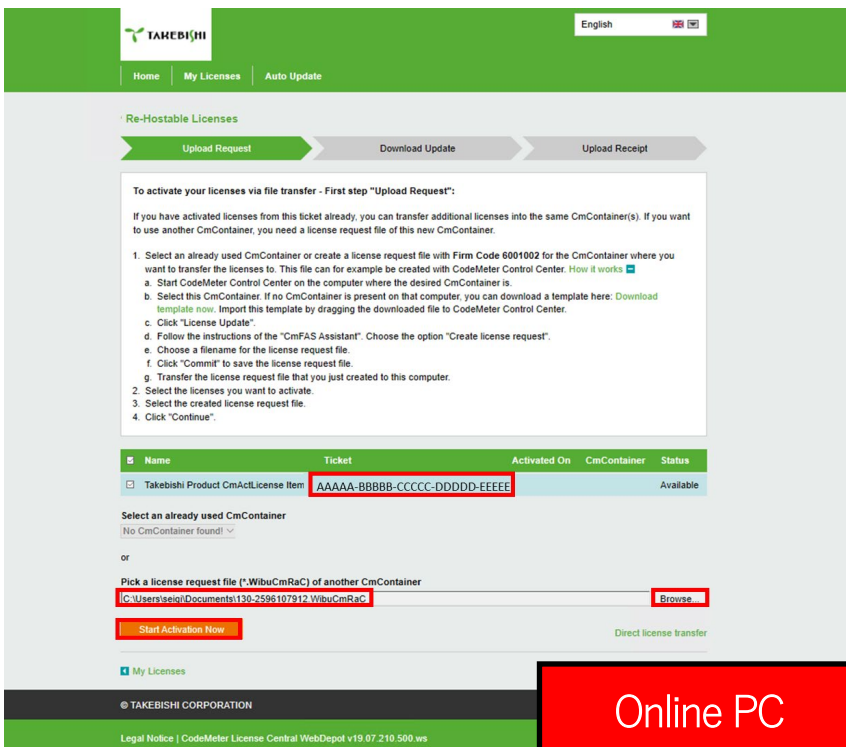 TAKEBISHI
English
Home
My Licenses
Auto Update
Re-Hostable Licenses
Upload Request
Download Update
Upload Receipt
To activate your licenses via file transfer - First step "Upload Request":
If you have activated licenses from this ticket already, you can transfer additional licenses into the same CmContainer(s). If you want
to use another CmContainer, you need a license request file of this new CmContainer.
1. Select an already used CmContainer or create a license request file with Firm Code 6001002 for the CmContainer where you
want to transfer the licenses to. This file can for example be created with CodeMeter Control Center. How it works
a. Start CodeMeter Control Center on the computer where the desired CmContainer is.
b. Select this CmContainer. If no CmContainer is present on that computer, you can download a template here: Download
template now. Import this template by dragging the downloaded file to CodeMeter Control Center.
c. Click "License Update".
d. Follow the instructions of the "CmFAS Assistant". Choose the option "Create license request".
e. Choose a filename for the license request file.
f. Click "Commit" to save the license request file.
g. Transfer the license request file that you just created to this computer.
2. Select the licenses you want to activate.
3. Select the created license request file.
4. Click "Continue".
Name Ticket Activated On CmContainer Status
Takebishi Product CmActLicense Item AAAAA-BBBBB-CCCCC-DDDDD-EEEEE Available
Select an already used CmContainer
No CmContainer found!
or
Pick a license request file (*.WibuCmRaC) of another CmContainer
C:\Users\seigi\Documents\130-2596107912.WibuCmRaC Browse...
Start Activation Now
Direct license transfer
My Licenses
© TAKEBISHI CORPORATION
Online PC
Legal Notice | CodeMeter License Central WebDepot v19.07.210.500.ws